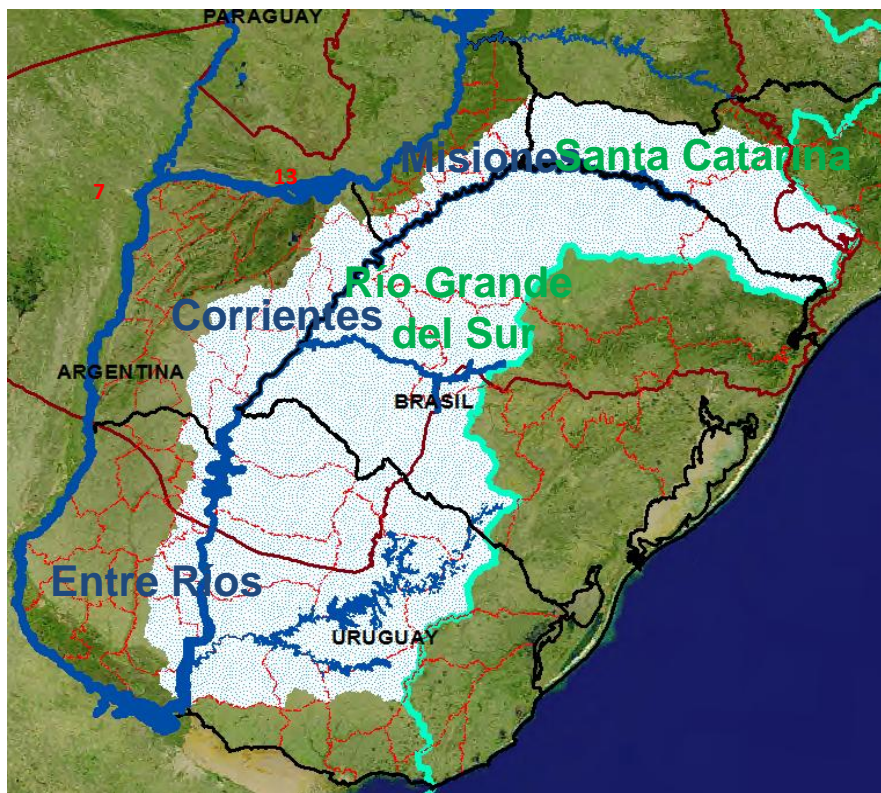 PARAGUAY
Misiones
Santa Catarina
13
7
Rio Grande
del Sur
Corrientes
ARGENTINA
BRASIL
Entre Rios
URUGUAY